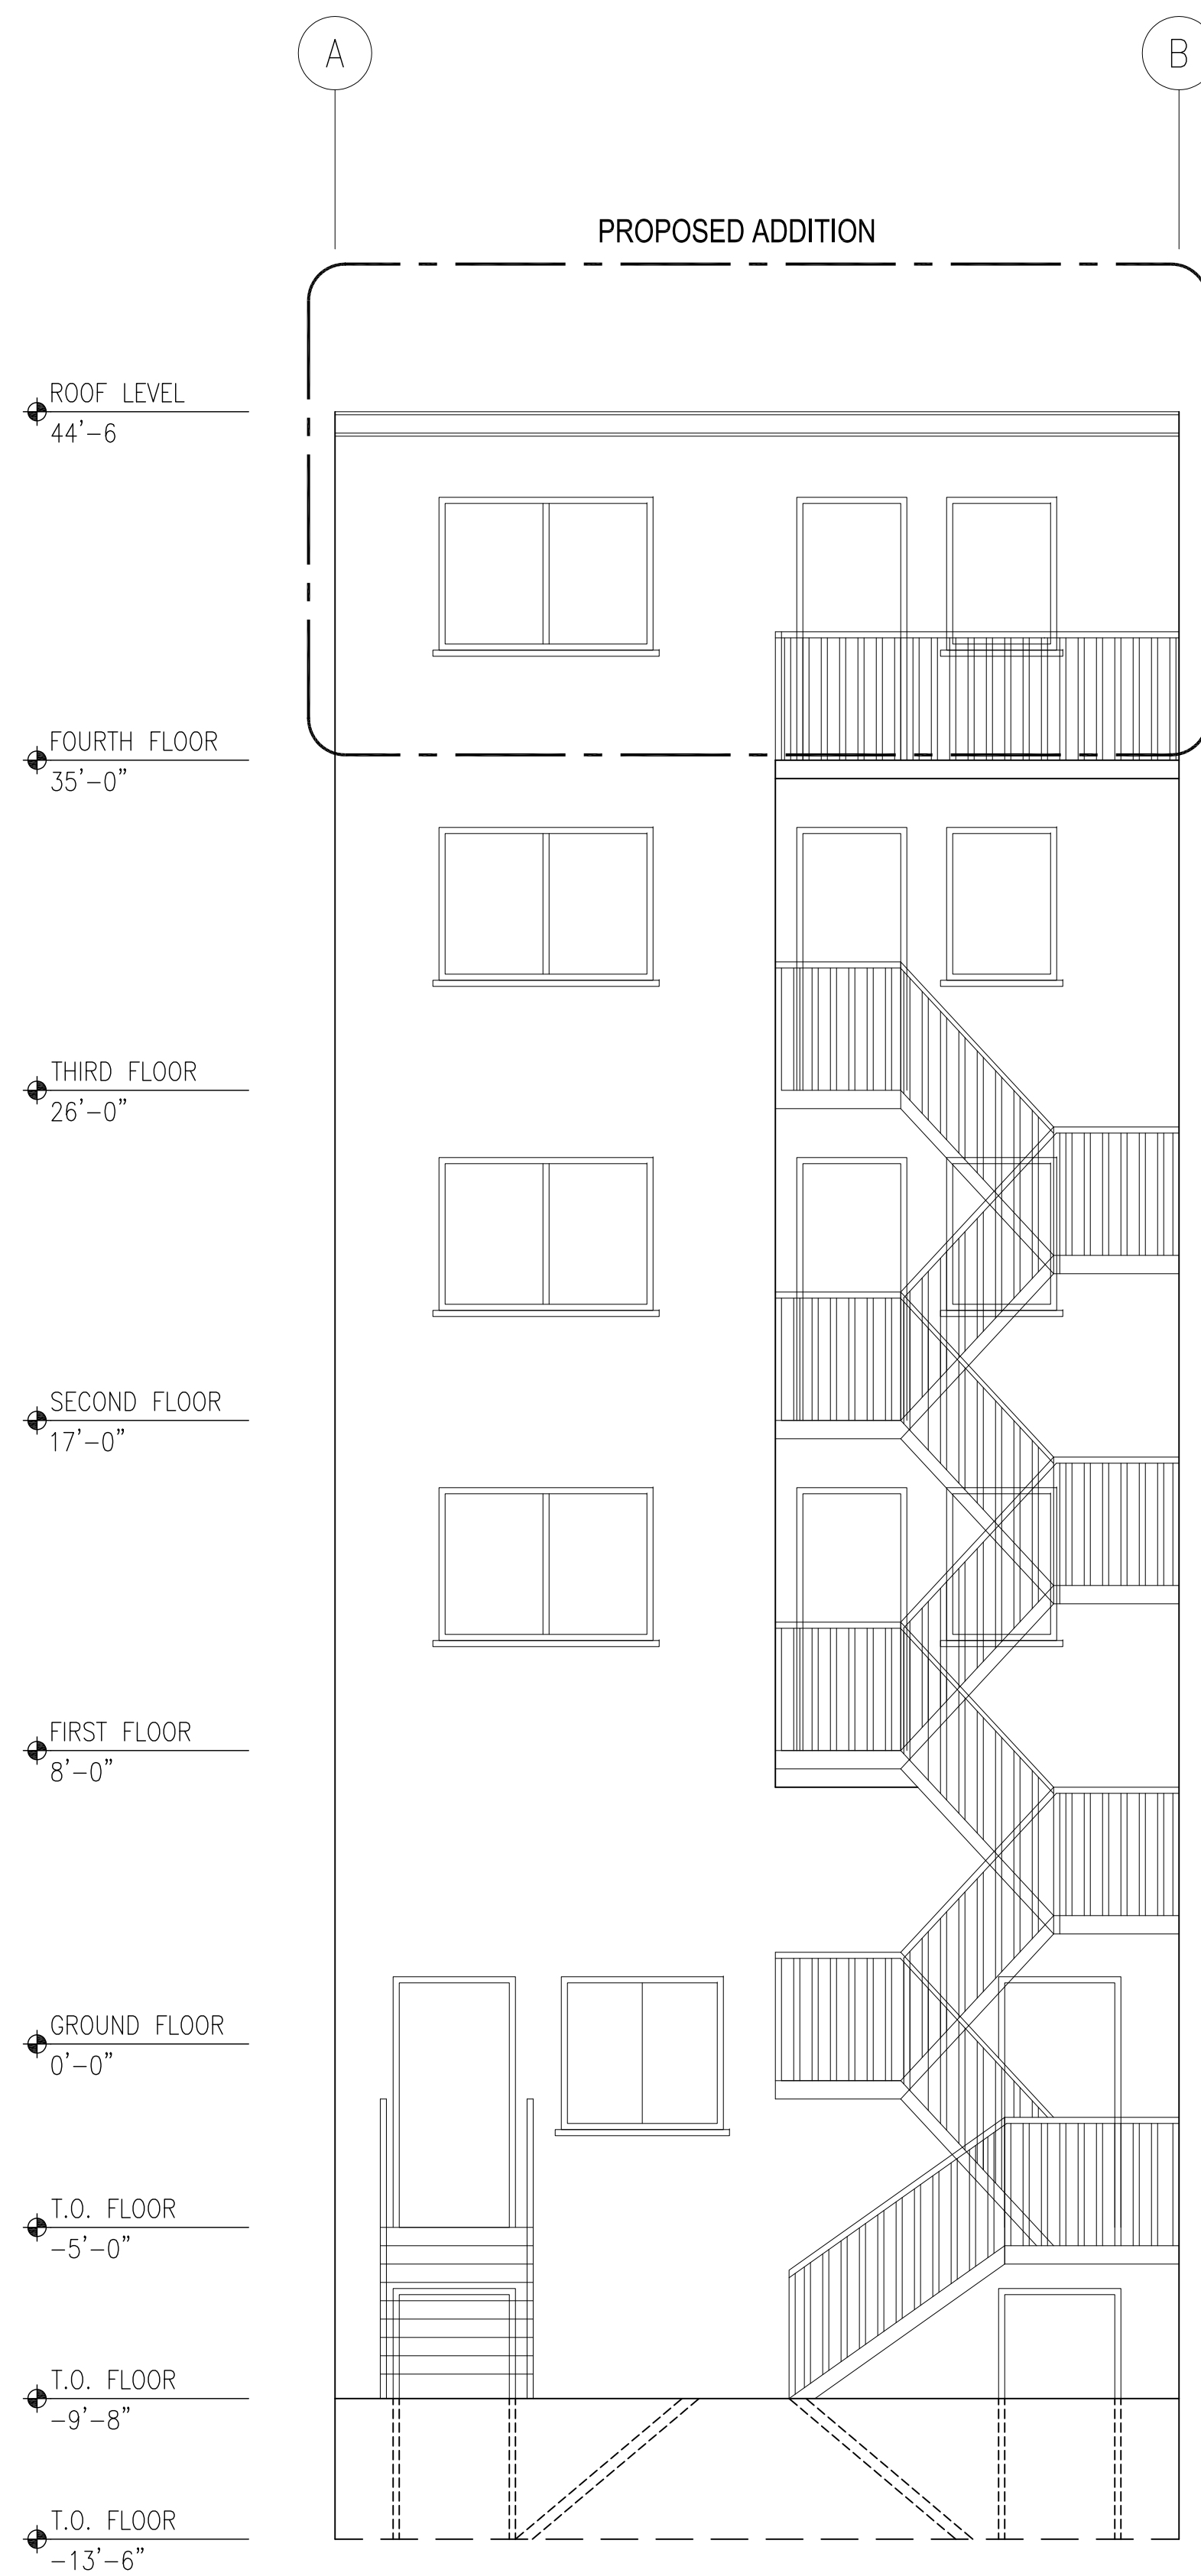 A
B
PROPOSED ADDITION
ROOF LEVEL
44'-6
FOURTH FLOOR
35'-0"
THIRD FLOOR
26'-0"
SECOND FLOOR
17'-0"
FIRST FLOOR
8'-0"
GROUND FLOOR
0'-0"
T.O. FLOOR
-5'-0"
T.O. FLOOR
-9'-8"
T.O. FLOOR
-13'-6"